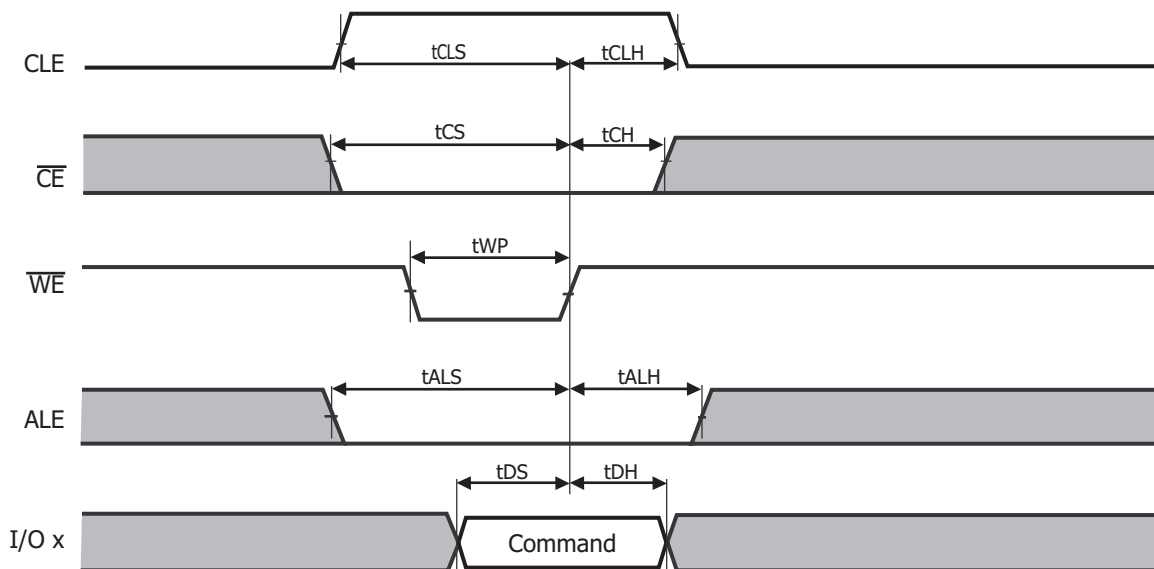 CLE
tCLS
tCLH
CE
tCS
tCH
WE
tWP
ALE
tALS
tALH
I/O x
tDS
tDH
Command